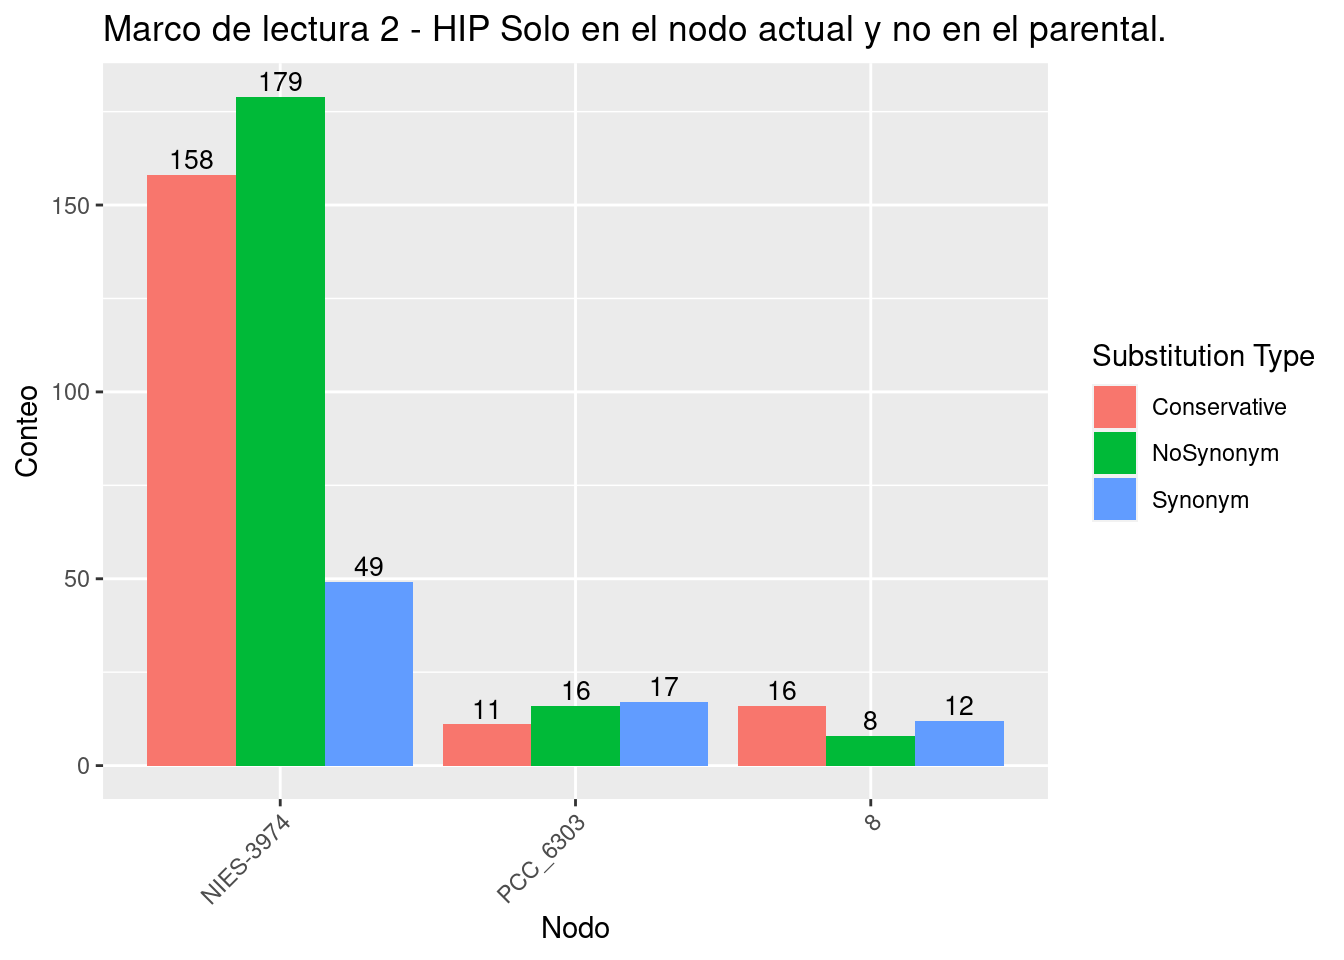 Marco de lectura 2 - HIP Solo en el nodo actual y no en el parental.
179
158
49
11
16
17
16
8
12
150
100
50
0
Conteo
NIES-3974
PCC_6303
8
Nodo
Substitution Type
Conservative
NoSynonym
Synonym